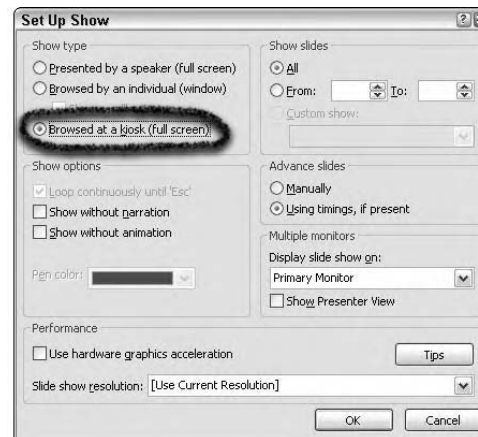 Set Up Show
Show type
Presented by a speaker (full screen)
Browsed by an individual (window)
Browsed at a kiosk (full screen)
Show options
Loop continuously until 'Esc'
Show without narration
Show without animation
Pen color:
Show slides
All
From: To:
Custom show:
Advance slides
Manually
Using timings, if present
Multiple monitors
Display slide show on:
Primary Monitor
Show Presenter View
Performance
Use hardware graphics acceleration
Tips
Slide show resolution: [Use Current Resolution]
OK Cancel